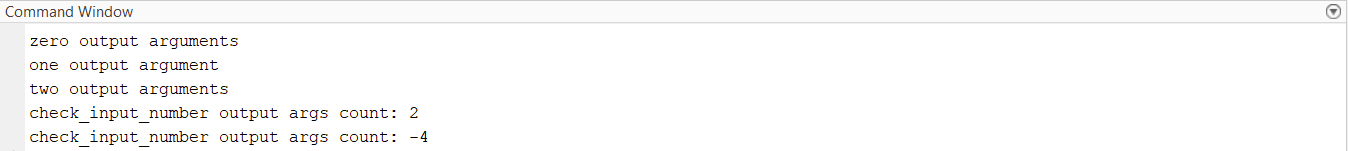 Command Window
zero output arguments
one output argument
two output arguments
check_input_number output args count: 2
check_input_number output args count: -4